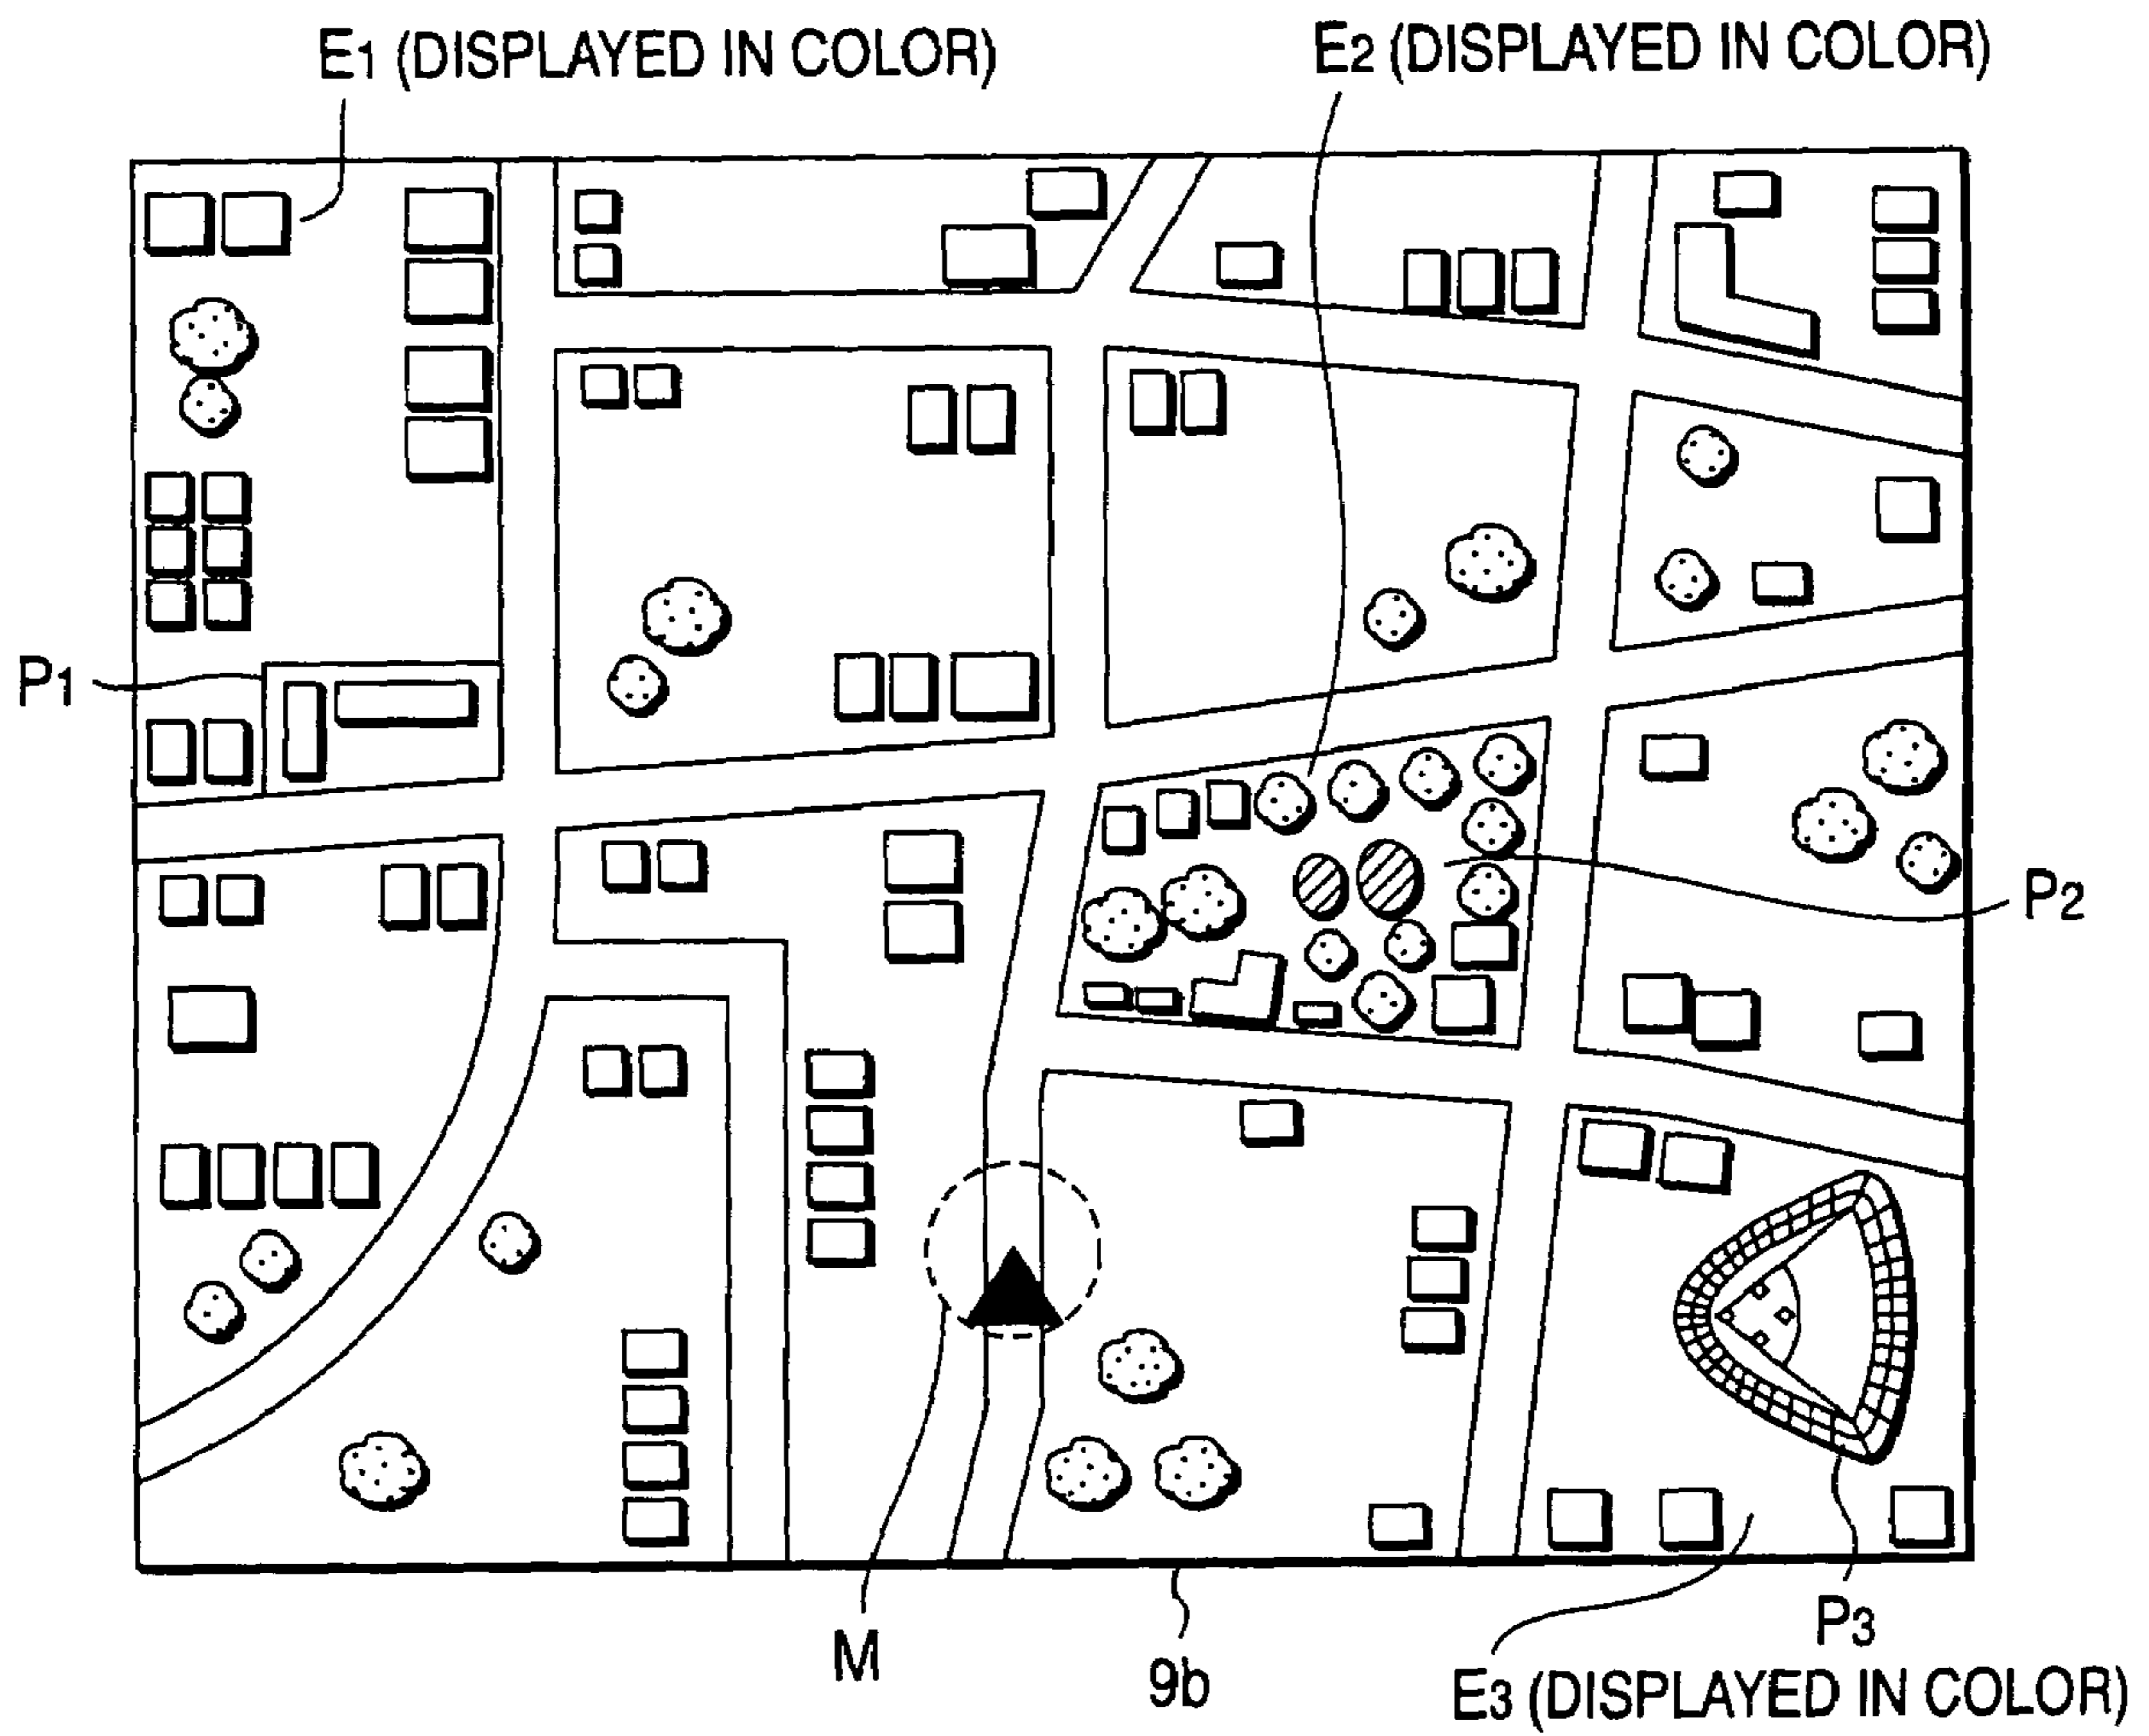 E1 (DISPLAYED IN COLOR)
E2 (DISPLAYED IN COLOR)
P1
P2
P3
M
9b
E3 (DISPLAYED IN COLOR)